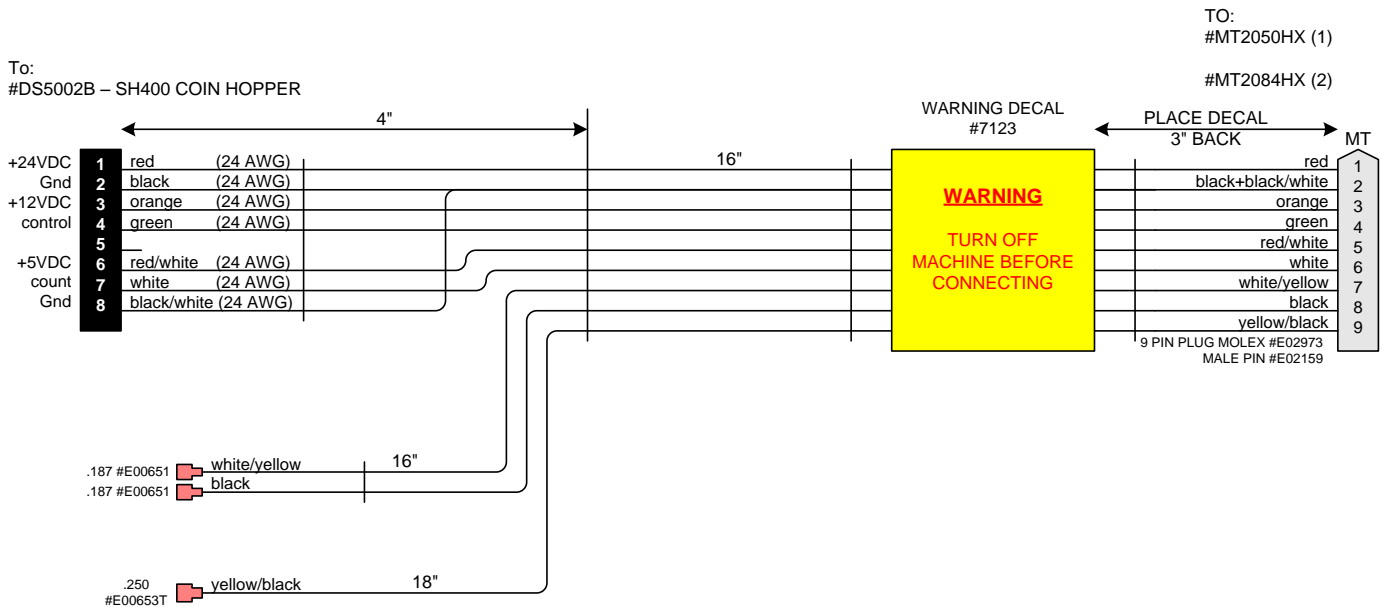 TO:
#MT2050HX (1)
#MT2084HX (2)
To:
#DS5002B – SH400 COIN HOPPER
4"
WARNING DECAL
#7123
PLACE DECAL
3" BACK
MT
16"
+24VDC 1 red (24 AWG)
Gnd 2 black (24 AWG)
+12VDC 3 orange (24 AWG)
control 4 green (24 AWG)
5
+5VDC 6 red/white (24 AWG)
count 7 white (24 AWG)
Gnd 8 black/white (24 AWG)
WARNING
TURN OFF
MACHINE BEFORE
CONNECTING
red 1
black+black/white 2
orange 3
green 4
red/white 5
white 6
white/yellow 7
black 8
yellow/black 9
9 PIN PLUG MOLEX #E02973
MALE PIN #E02159
.187 #E00651 white/yellow 16"
.187 #E00651 black
.250 yellow/black 18"
#E00653T